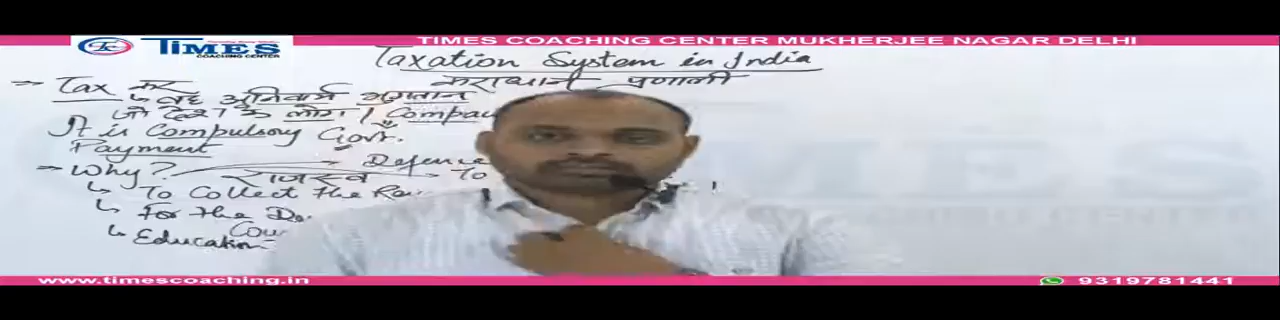 TIMES
COACHING CENTER
TIMES COACHING CENTER MUKHERJEE NAGAR DELHI
Taxation System in India
कराधान प्रणाली
→ Tax कर
↳ वह अनिवार्य भुगतान
जो देश के लोग / Compa
It is Compulsory Govt.
Payment
Defence
→ Why?
राजस्व To
↳ To Collect the Re
↳ For the De
Cou
↳ Education
www.timescoaching.in
9319781441